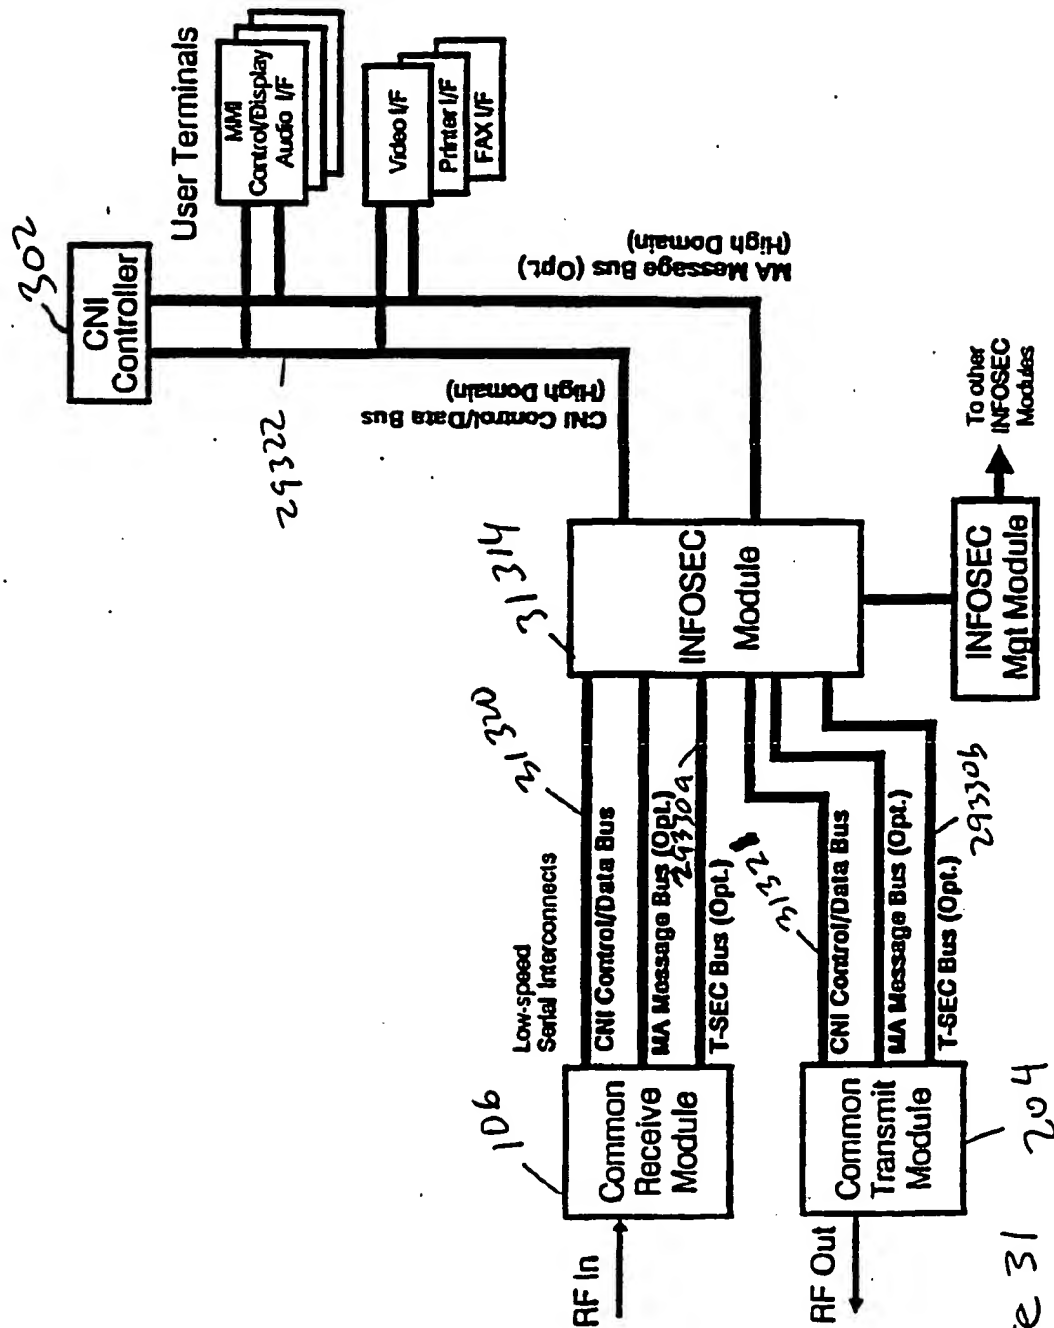 302
CNI
Controller
User Terminals
MMI
Control/Display
Audio I/F
Video I/F
Printer I/F
FAX I/F
29322
CNI Control/Data Bus
(High Domain)
MA Message Bus (Opt.)
(High Domain)
31314
INFOSEC
Module
INFOSEC
Mgt Module
To other
INFOSEC
Modules
31320
Low-speed
Serial Interconnects
CNI Control/Data Bus
MA Message Bus (Opt.)
29330a
T-SEC Bus (Opt.)
CNI Control/Data Bus
MA Message Bus (Opt.)
T-SEC Bus (Opt.)
29330b
106
Common
Receive
Module
RF In
Common
Transmit
Module
RF Out
204
e 31